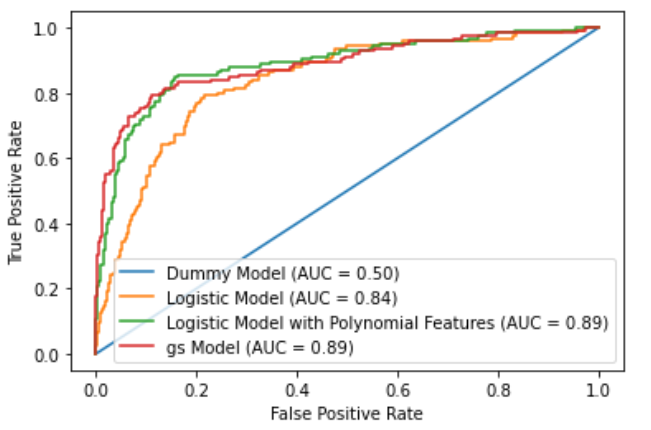 1.0
0.8
0.6
0.4
0.2
0.0
True Positive Rate
Dummy Model (AUC = 0.50)
Logistic Model (AUC = 0.84)
Logistic Model with Polynomial Features (AUC = 0.89)
gs Model (AUC = 0.89)
0.0 0.2 0.4 0.6 0.8 1.0
False Positive Rate